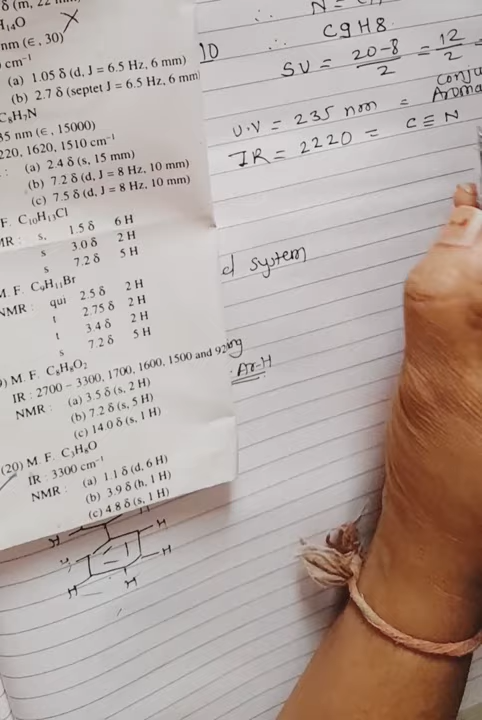 δ (m, 22 mm
H₁₄O
nm (ε, 30)
cm⁻¹
(a) 1.05 δ (d, J = 6.5 Hz, 6 mm)
(b) 2.7 δ (septet J = 6.5 Hz, 6 mm
C₈H₇N
35 nm (ε, 15000)
220, 1620, 1510 cm⁻¹
: (a) 2.4 δ (s, 15 mm)
(b) 7.2 δ (d, J = 8 Hz, 10 mm)
(c) 7.5 δ (d, J = 8 Hz, 10 mm)
F. C₁₀H₁₃Cl
MR : s, 1.5 δ 6 H
s 3.0 δ 2 H
s 7.2 δ 5 H
M. F. C₉H₁₁Br
NMR : qui 2.5 δ 2 H
t 2.75 δ 2 H
t 3.4 δ 2 H
s 7.2 δ 5 H
9) M. F. C₈H₈O₂
IR : 2700 – 3300, 1700, 1600, 1500 and 920
NMR : (a) 3.5 δ (s, 2 H)
(b) 7.2 δ (s, 5 H)
(c) 14.0 δ (s, 1 H)
(20) M. F. C₃H₈O
IR : 3300 cm⁻¹
NMR : (a) 1.1 δ (d, 6 H)
(b) 3.9 δ (h, 1 H)
(c) 4.8 δ (s, 1 H)
∴ N =
∴ C9H8
SV = 20-8/2 = 12/2 =
U.V = 235 nm = conju
Aroma
IR = 2220 = C≡N
d system
ing
Ar-H
H
H
H
H
H
H